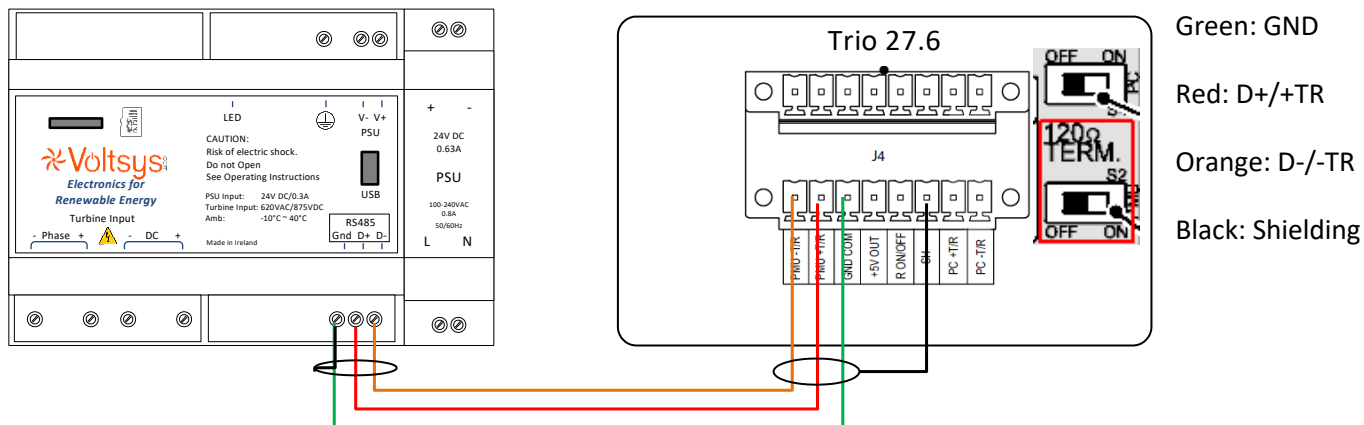 LED
V- V+
PSU
CAUTION:
Risk of electric shock.
Do not Open
See Operating Instructions
PSU Input: 24V DC/0.3A
Turbine Input: 620VAC/875VDC
Amb: -10°C ~ 40°C
Made in Ireland
USB
RS485
Gnd D+ D-
Voltsys
Electronics for
Renewable Energy
Turbine Input
- Phase + - DC +
+ -
24V DC
0.63A
PSU
100-240VAC
0.8A
50/60Hz
L N
Trio 27.6
J4
PMU -T/R
PMU +T/R
GND COM
+5V OUT
R ON/OFF
SH
PC +T/R
PC -T/R
OFF ON
120Ω
TERM.
S2
OFF ON
Green: GND
Red: D+/+TR
Orange: D-/-TR
Black: Shielding